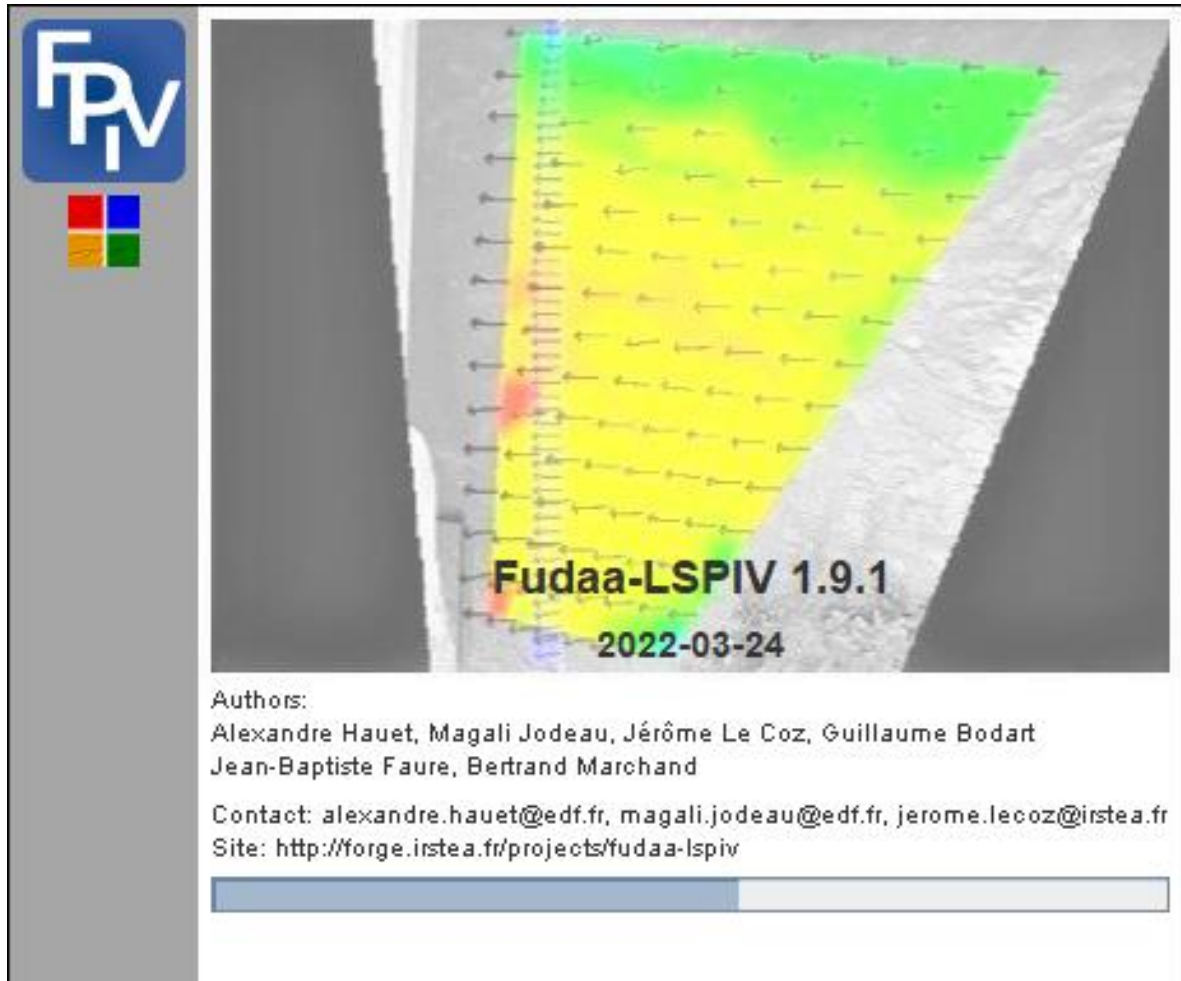 FPiV
Fudaa-LSPIV 1.9.1
2022-03-24
Authors:
Alexandre Hauet, Magali Jodeau, Jérôme Le Coz, Guillaume Bodart
Jean-Baptiste Faure, Bertrand Marchand
Contact: alexandre.hauet@edf.fr, magali.jodeau@edf.fr, jerome.lecoz@irstea.fr
Site: http://forge.irstea.fr/projects/fudaa-lspiv